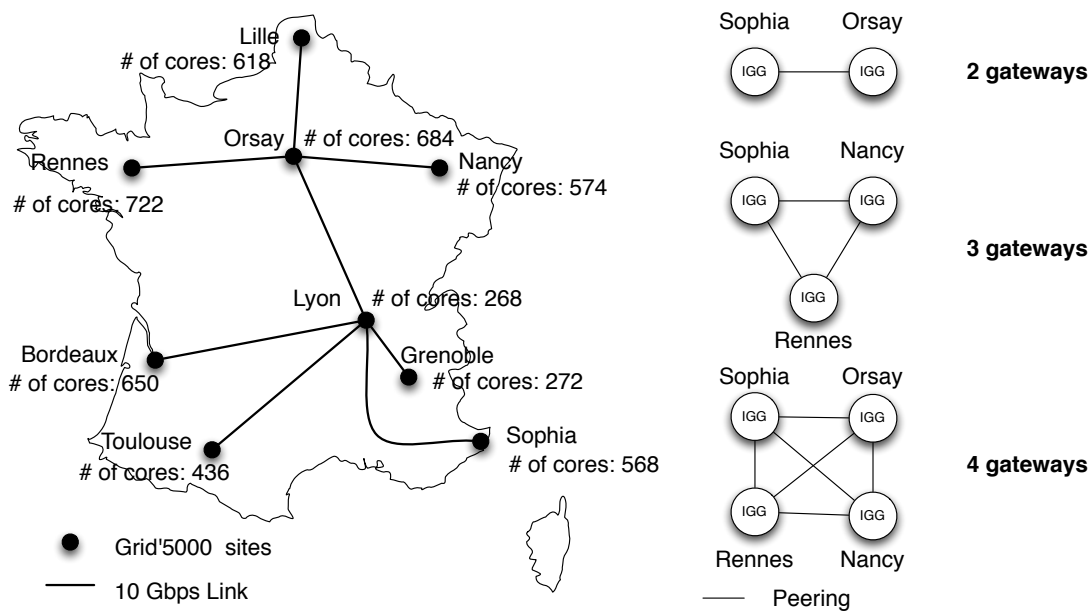 Lille
# of cores: 618
Orsay
# of cores: 684
Rennes
# of cores: 722
Nancy
# of cores: 574
Lyon
# of cores: 268
Bordeaux
# of cores: 650
Grenoble
# of cores: 272
Toulouse
# of cores: 436
Sophia
# of cores: 568
Grid'5000 sites
10 Gbps Link
Sophia Orsay
IGG IGG
2 gateways
Sophia Nancy
IGG IGG
3 gateways
IGG
Rennes
Sophia Orsay
IGG IGG
4 gateways
IGG IGG
Rennes Nancy
Peering